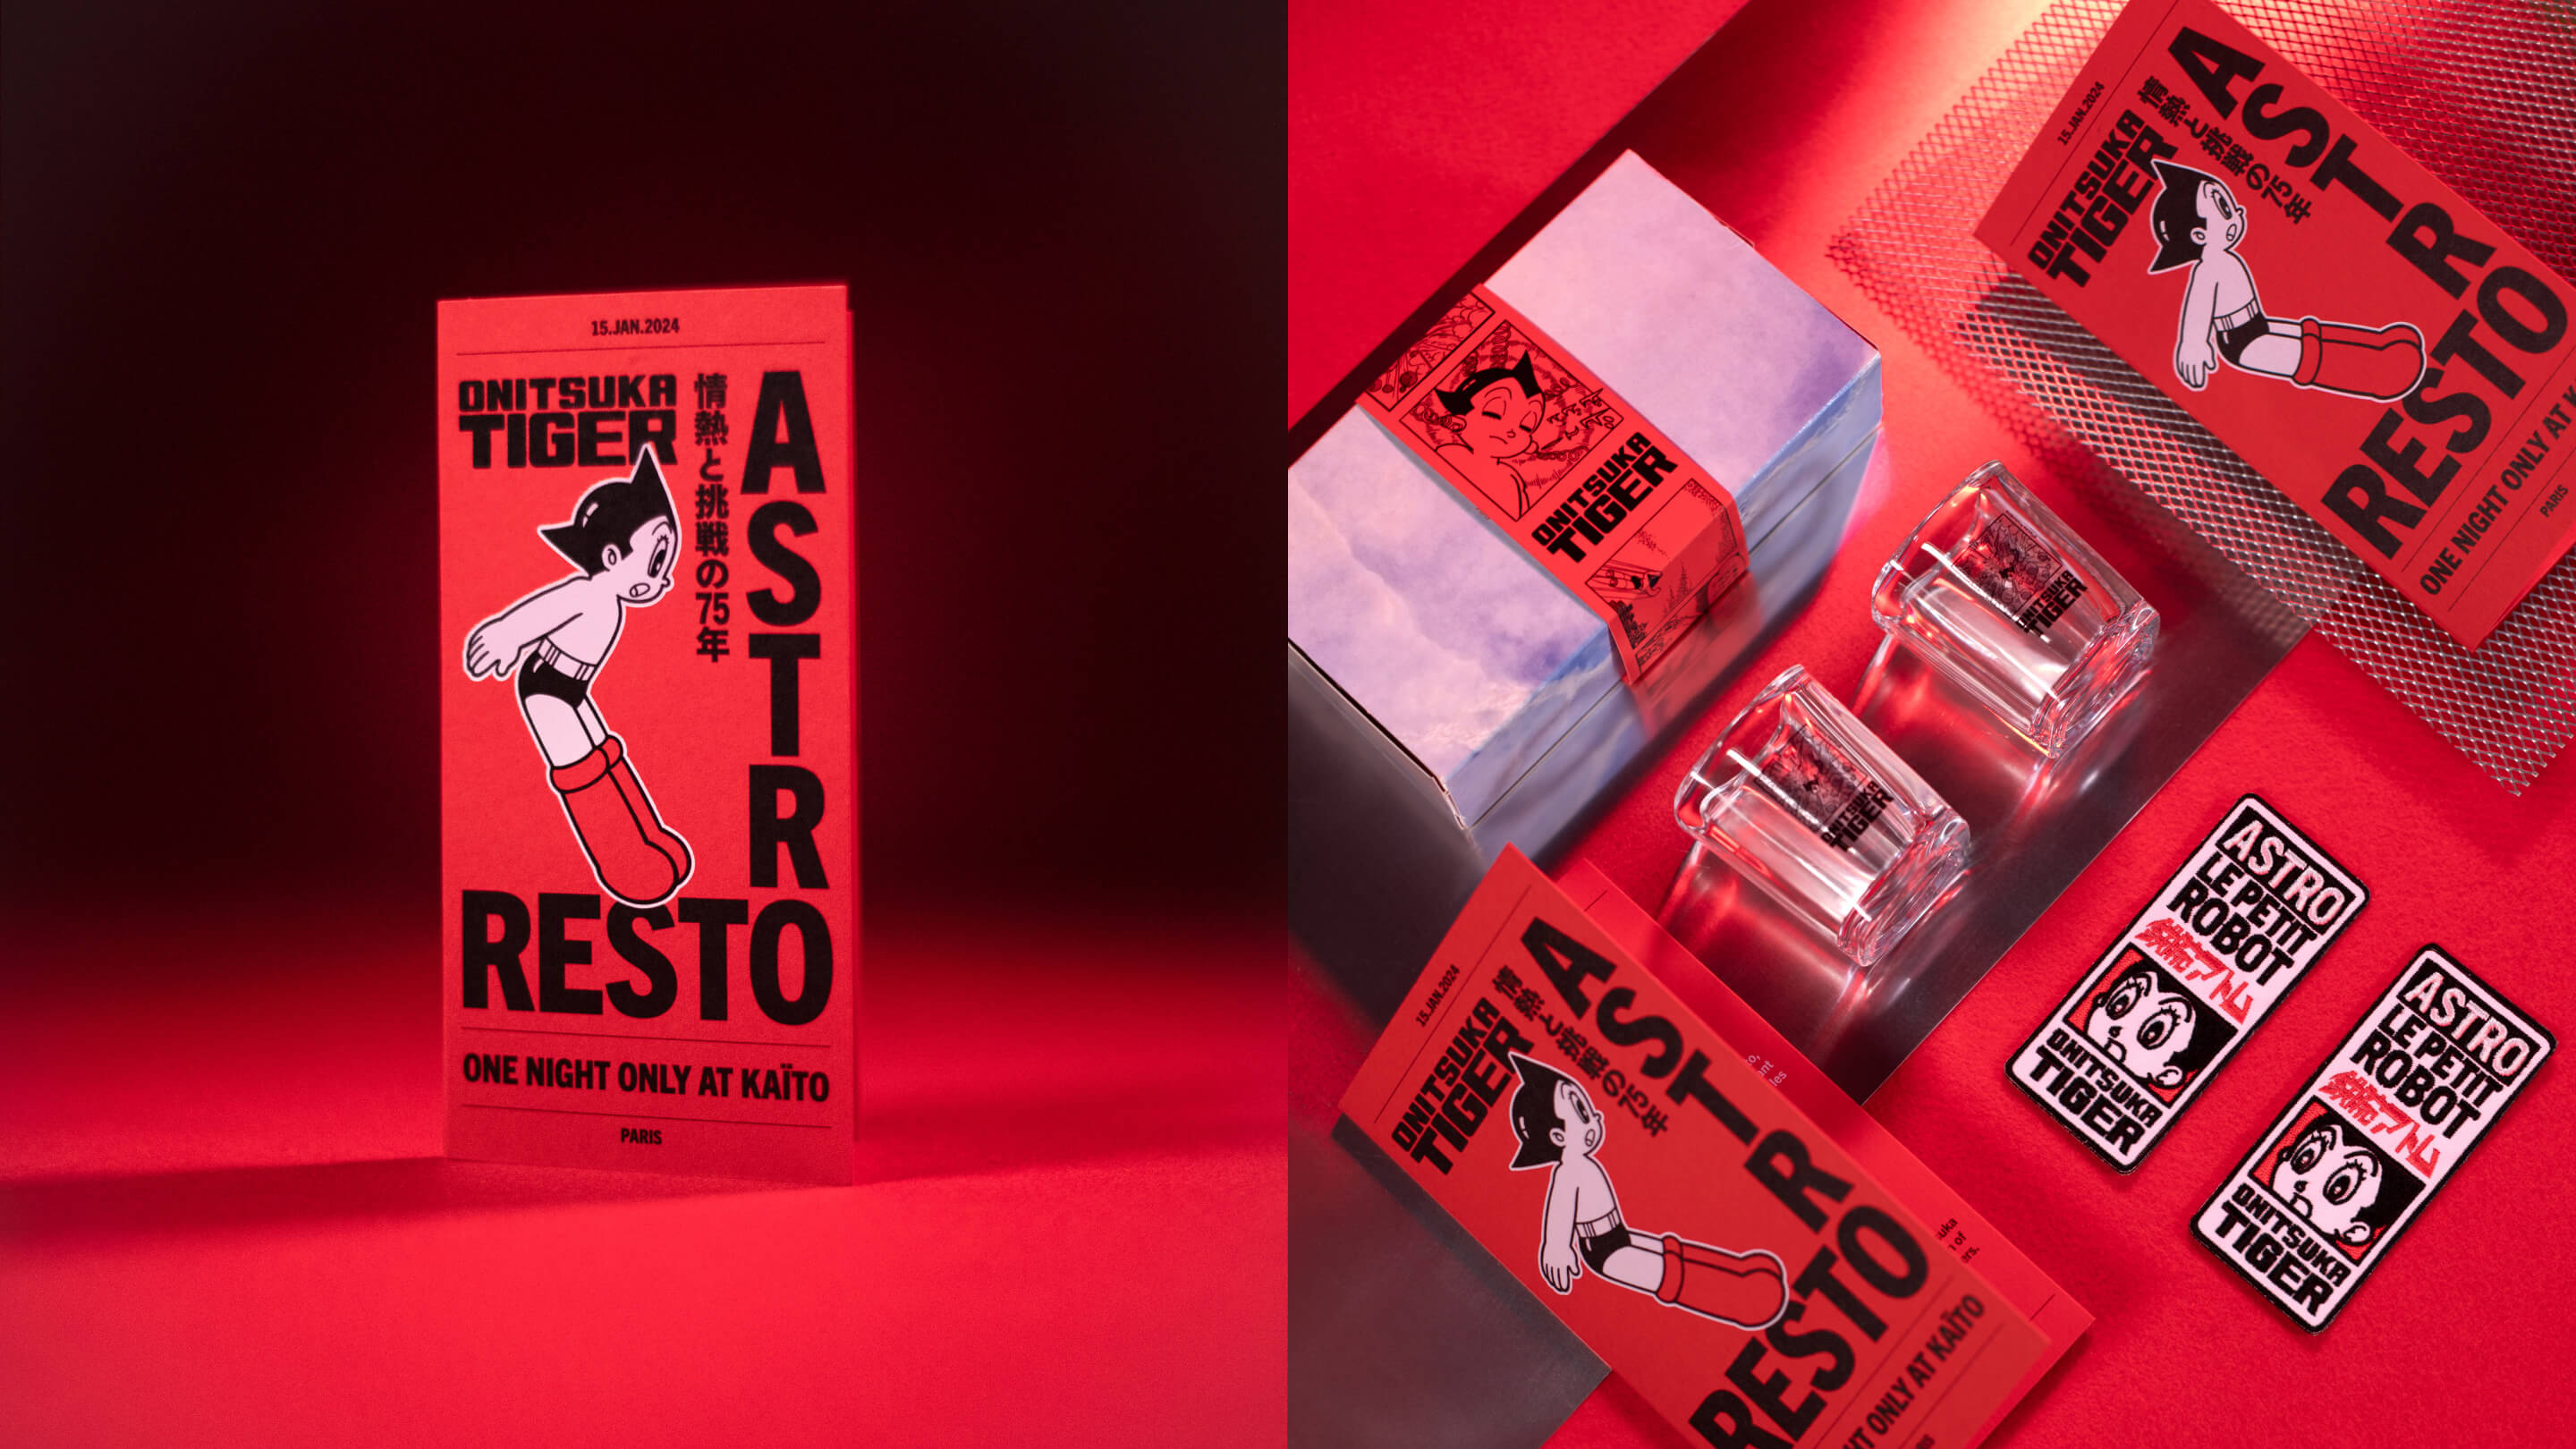 15.JAN.2024
ONITSUKA
TIGER
情熱と挑戦の75年
ASTRO
RESTO
ONE NIGHT ONLY AT KAÏTO
PARIS
15.JAN.2024
ONITSUKA
TIGER
情熱と挑戦の75年
ASTRO
RESTO
ONE NIGHT ONLY AT
PARIS
ONITSUKA
TIGER
ONITSUKA
TIGER
ONITSUKA
TIGER
ASTRO
LE PETIT
ROBOT
鉄腕アトム
ONITSUKA
TIGER
ASTRO
LE PETIT
ROBOT
鉄腕アトム
ONITSUKA
TIGER
15.JAN.2024
ONITSUKA
TIGER
情熱と挑戦の75年
ASTRO
RESTO
ONLY AT KAÏTO